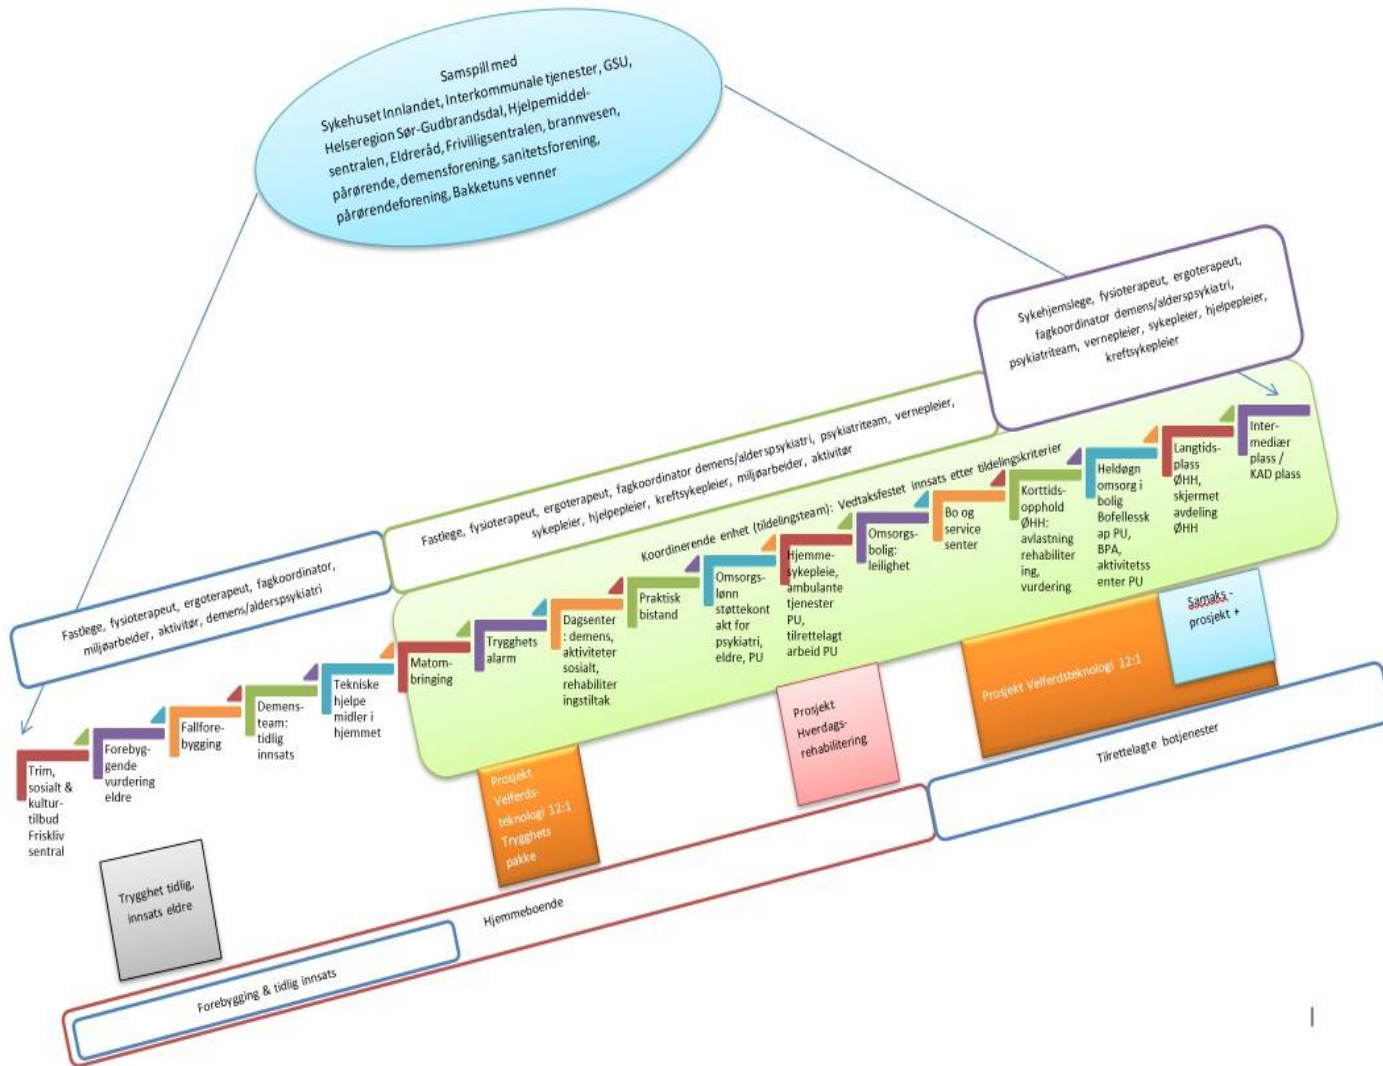 Samspill med
Sykehuset Innlandet, Interkommunale tjenester, GSU,
Helseregion Sør-Gudbrandsdal, Hjelpemiddel-
sentralen, Eldreråd, Frivilligsentralen, brannvesen,
pårørende, demensforening, sanitetsforening,
pårørendeforening, Bakketuns venner
Sykehjemslege, fysioterapeut, ergoterapeut,
fagkoordinator demens/alderspsykiatri,
psykiatriteam, vernepleier, sykepleier, hjelpepleier,
kreftsykepleier
Fastlege, fysioterapeut, ergoterapeut, fagkoordinator demens/alderspsykiatri, psykiatriteam, vernepleier,
sykepleier, hjelpepleier, kreftsykepleier, miljøarbeider, aktivitør
Fastlege, fysioterapeut, ergoterapeut, fagkoordinator,
miljøarbeider, aktivitør, demens/alderspsykiatri
Koordinerende enhet (tildelingsteam): Vedtaksfestet innsats etter tildelingskriterier
Trim,
sosialt &
kultur-
tilbud
Friskliv
sentral
Forebyg-
gende
vurdering
eldre
Fallfore-
bygging
Demens-
team:
tidlig
innsats
Tekniske
hjelpe
midler i
hjemmet
Matom-
bringing
Trygghets
alarm
Dagsenter
: demens,
aktiviteter
sosialt,
rehabiliter
ingstiltak
Praktisk
bistand
Omsorgs-
lønn
støttekont
akt for
psykiatri,
eldre, PU
Hjemme-
sykepleie,
ambulante
tjenester
PU,
tilrettelagt
arbeid PU
Omsorgs-
bolig:
leilighet
Bo og
service
senter
Korttids-
opphold
ØHH:
avlastning
rehabiliter
ing,
vurdering
Heldøgn
omsorg i
bolig
Bofellessk
ap PU,
BPA,
aktivitetss
enter PU
Langtids-
plass
ØHH,
skjermet
avdeling
ØHH
Inter-
mediær
plass /
KAD plass
Trygghet tidlig,
innsats eldre
Prosjekt
Velferds-
teknologi 12:1
Trygghets
pakke
Prosjekt
Hverdags-
rehabilitering
Prosjekt Velferdsteknologi 12:1
Samaks -
prosjekt +
Tilrettelagte botjenester
Hjemmeboende
Forebygging & tidlig innsats